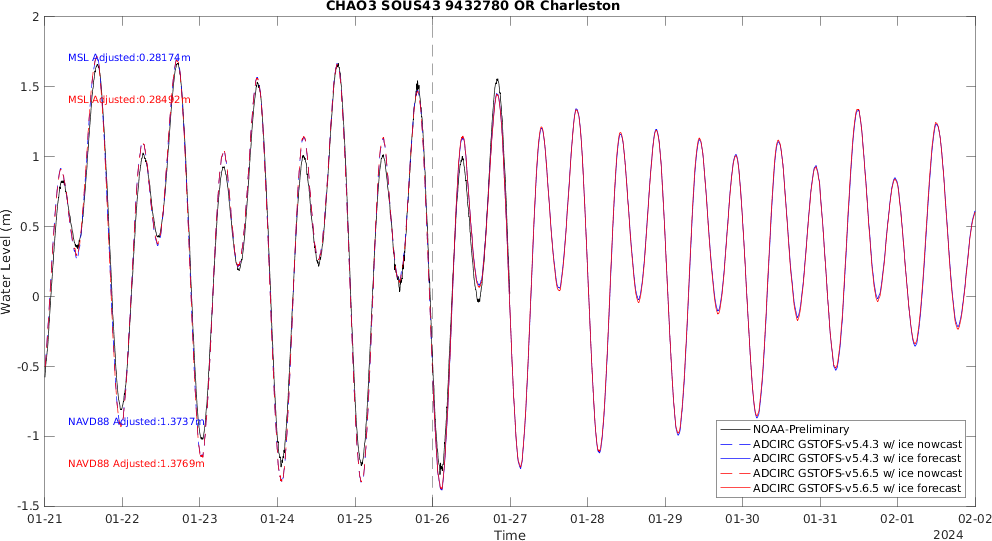 CHAO3 SOUS43 9432780 OR Charleston
2
1.5
1
0.5
0
-0.5
-1
-1.5
Water Level (m)
MSL Adjusted:0.28174m
MSL Adjusted:0.28492m
NAVD88 Adjusted:1.3737m
NAVD88 Adjusted:1.3769m
NOAA-Preliminary
ADCIRC GSTOFS-v5.4.3 w/ ice nowcast
ADCIRC GSTOFS-v5.4.3 w/ ice forecast
ADCIRC GSTOFS-v5.6.5 w/ ice nowcast
ADCIRC GSTOFS-v5.6.5 w/ ice forecast
01-21 01-22 01-23 01-24 01-25 01-26 01-27 01-28 01-29 01-30 01-31 02-01 02-02
Time
2024